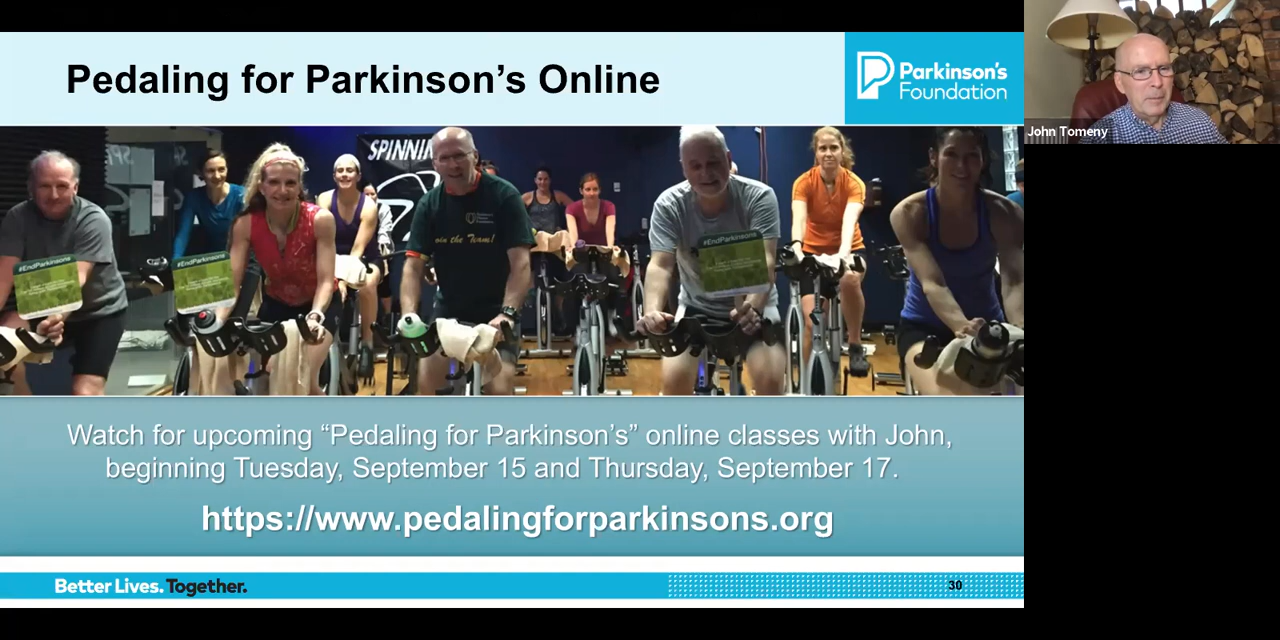 Pedaling for Parkinson's Online
Parkinson's
Foundation
John Tomeny
SPINNIN
Join the Team!
#EndParkinsons
#EndParkinsons
#EndParkinsons
Watch for upcoming “Pedaling for Parkinson's” online classes with John,
beginning Tuesday, September 15 and Thursday, September 17.
https://www.pedalingforparkinsons.org
Better Lives. Together.
30